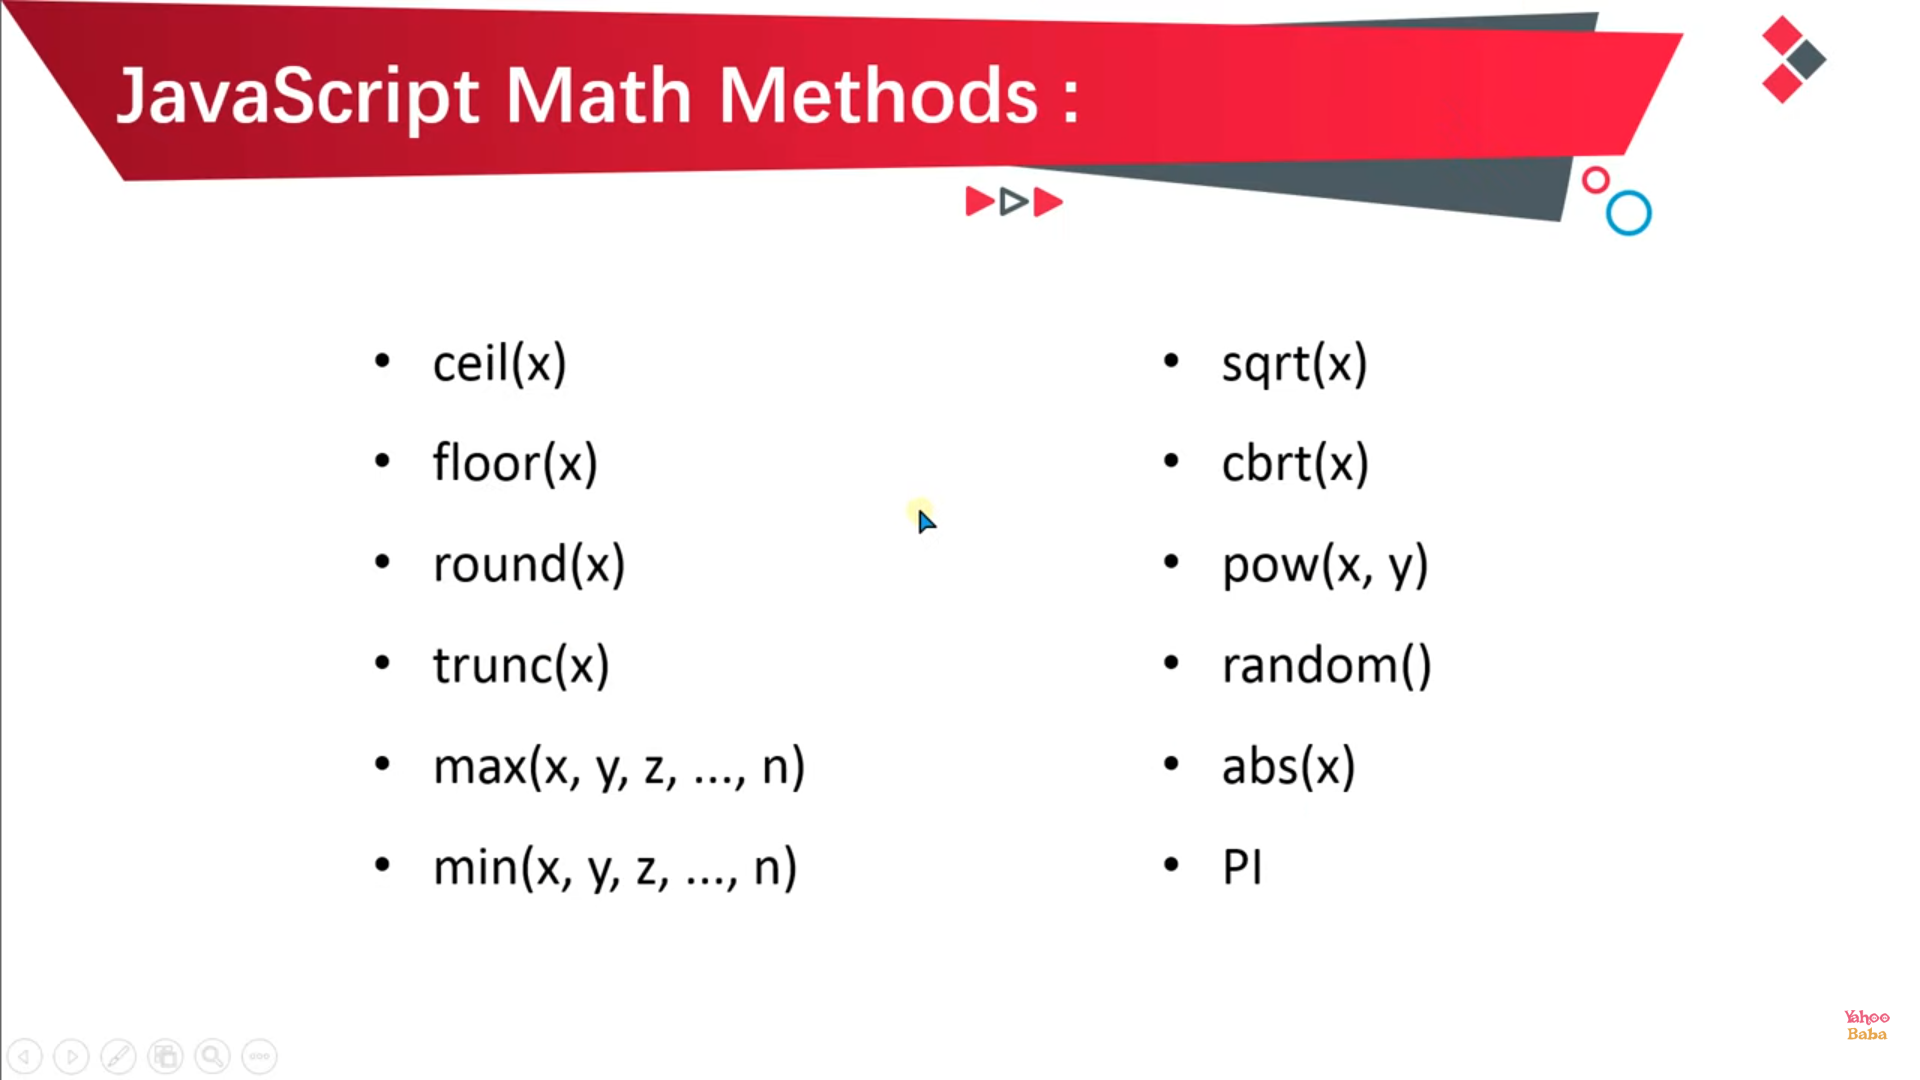 JavaScript Math Methods :
• ceil(x)
• floor(x)
• round(x)
• trunc(x)
• max(x, y, z, ..., n)
• min(x, y, z, ..., n)
• sqrt(x)
• cbrt(x)
• pow(x, y)
• random()
• abs(x)
• PI
Yahoo
Baba